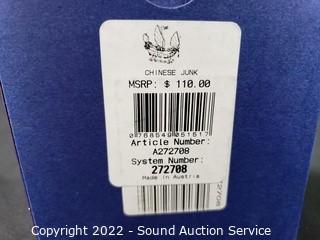 CHINESE JUNK
MSRP: $ 110.00
0768549051517
Article Number:
A272708
System Number:
272708
Made in Austria
Copyright 2022 - Sound Auction Service